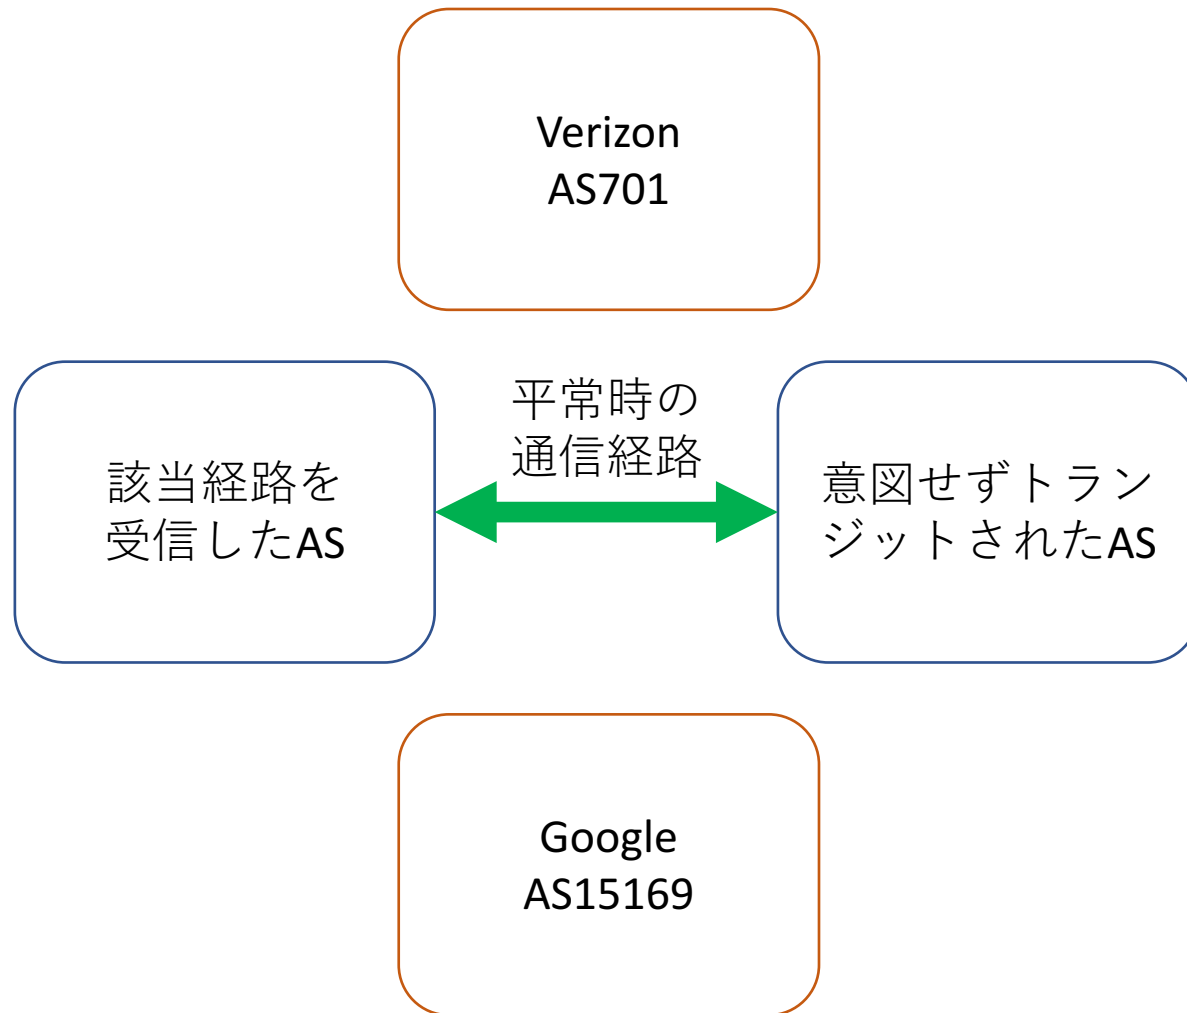 Verizon
AS701
平常時の
通信経路
該当経路を
受信したAS
意図せずトラン
ジットされたAS
Google
AS15169